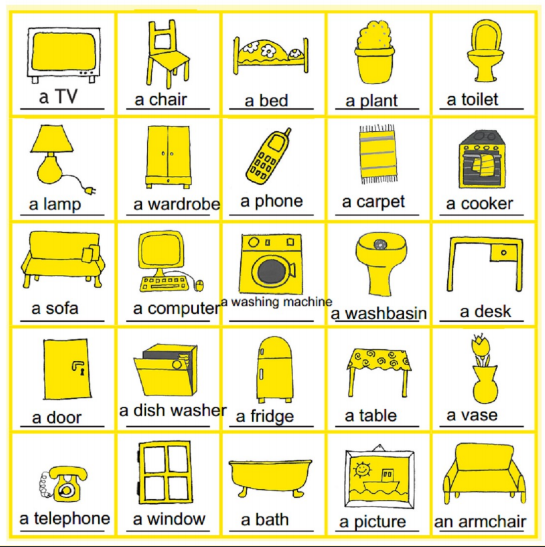 a TV
a chair
a bed
a plant
a toilet
a lamp
a wardrobe
a phone
a carpet
a cooker
a sofa
a computer
a washing machine
a washbasin
a desk
a door
a dish washer
a fridge
a table
a vase
a telephone
a window
a bath
a picture
an armchair